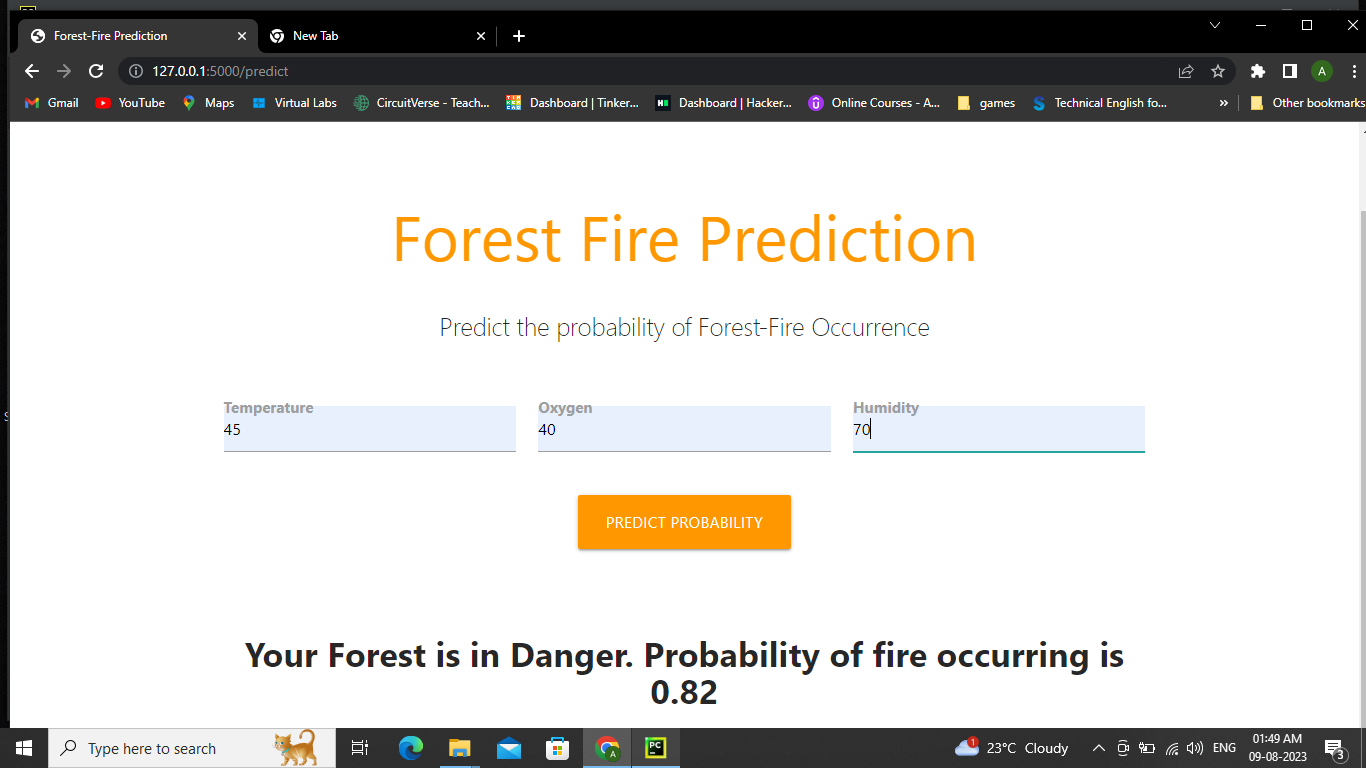 Forest-Fire Prediction
New Tab
127.0.0.1:5000/predict
A
Gmail
YouTube
Maps
Virtual Labs
CircuitVerse - Teach...
Dashboard | Tinker...
Dashboard | Hacker...
Online Courses - A...
games
Technical English fo...
»
Other bookmarks
Forest Fire Prediction
Predict the probability of Forest-Fire Occurrence
Temperature
45
Oxygen
40
Humidity
70
PREDICT PROBABILITY
Your Forest is in Danger. Probability of fire occurring is
0.82
Type here to search
A
PC
1
23°C Cloudy
ENG
01:49 AM
09-08-2023
3